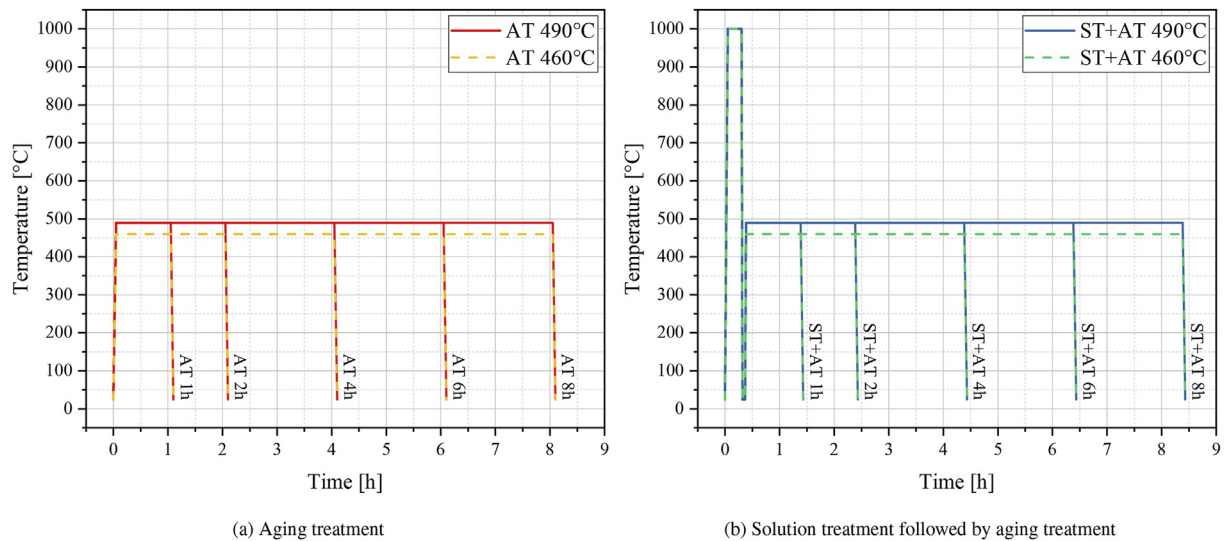 AT 490°C
AT 460°C
1000
900
800
700
600
500
400
300
200
100
0
Temperature [°C]
AT 1h
AT 2h
AT 4h
AT 6h
AT 8h
0 1 2 3 4 5 6 7 8 9
Time [h]
(a) Aging treatment
ST+AT 490°C
ST+AT 460°C
1000
900
800
700
600
500
400
300
200
100
0
Temperature [°C]
ST+AT 1h
ST+AT 2h
ST+AT 4h
ST+AT 6h
ST+AT 8h
0 1 2 3 4 5 6 7 8 9
Time [h]
(b) Solution treatment followed by aging treatment